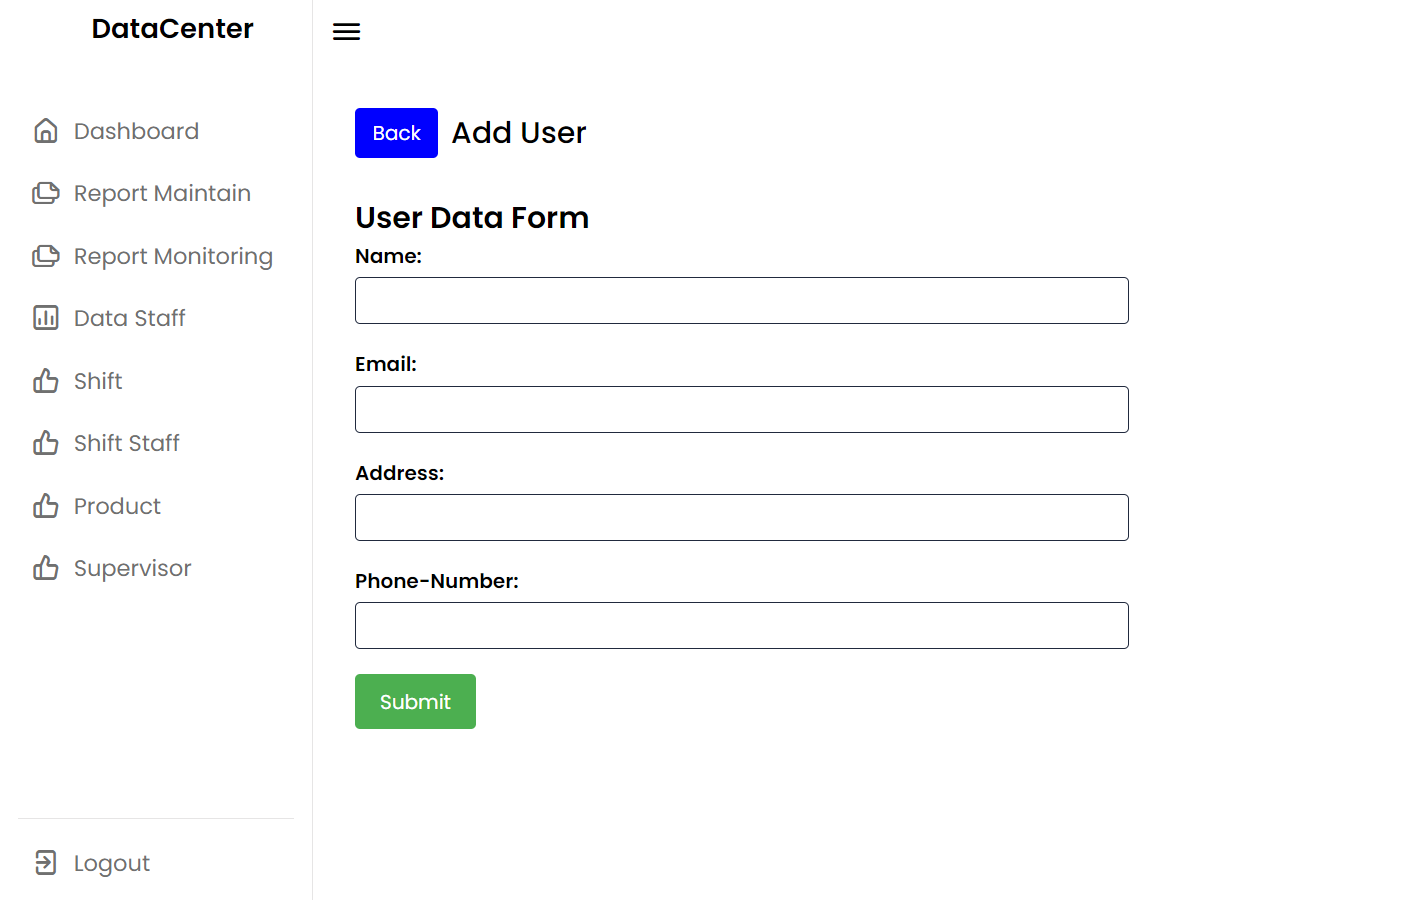 DataCenter
Dashboard
Report Maintain
Report Monitoring
Data Staff
Shift
Shift Staff
Product
Supervisor
Logout
Back Add User
User Data Form
Name:
Email:
Address:
Phone-Number:
Submit